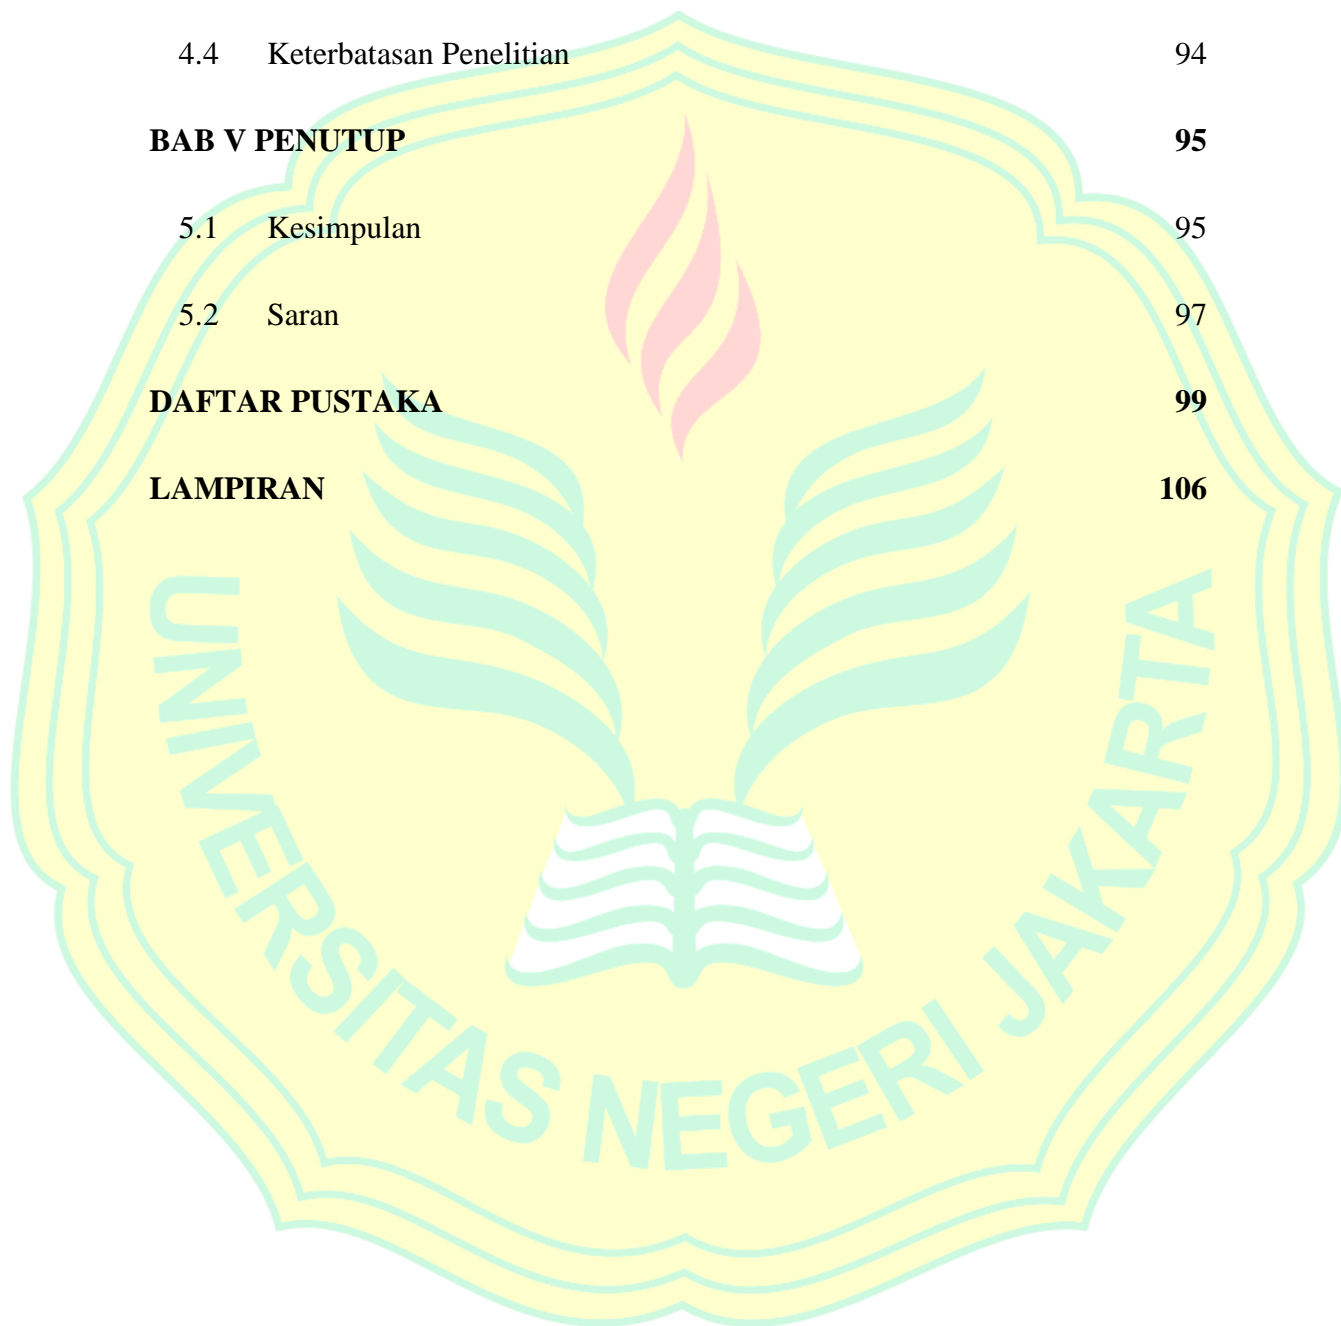 4.4 Keterbatasan Penelitian 94
BAB V PENUTUP 95
5.1 Kesimpulan 95
5.2 Saran 97
DAFTAR PUSTAKA 99
LAMPIRAN 106
UNIVERSITAS NEGERI JAKARTA